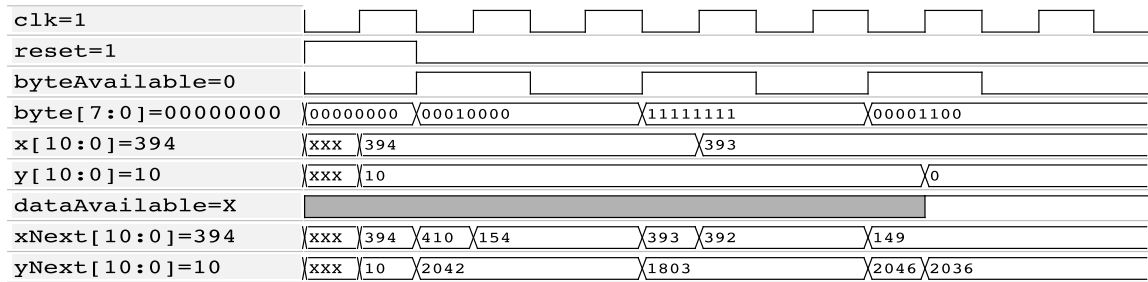 clk=1
reset=1
byteAvailable=0
byte[7:0]=00000000 00000000 00010000 11111111 00001100
x[10:0]=394 xxx 394 393
y[10:0]=10 xxx 10 0
dataAvailable=X
xNext[10:0]=394 xxx 394 410 154 393 392 149
yNext[10:0]=10 xxx 10 2042 1803 2046 2036